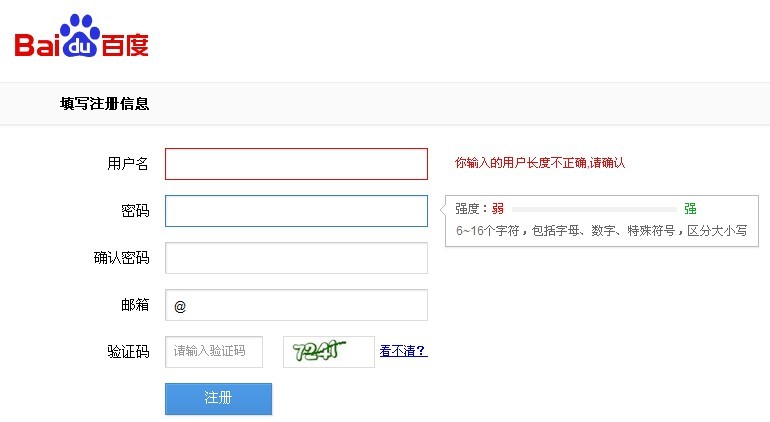 Baidu百度
填写注册信息
用户名
你输入的用户长度不正确,请确认
密码
强度：弱 强
6~16个字符，包括字母、数字、特殊符号，区分大小写
确认密码
邮箱 @
验证码 请输入验证码 7241 看不清？
注册